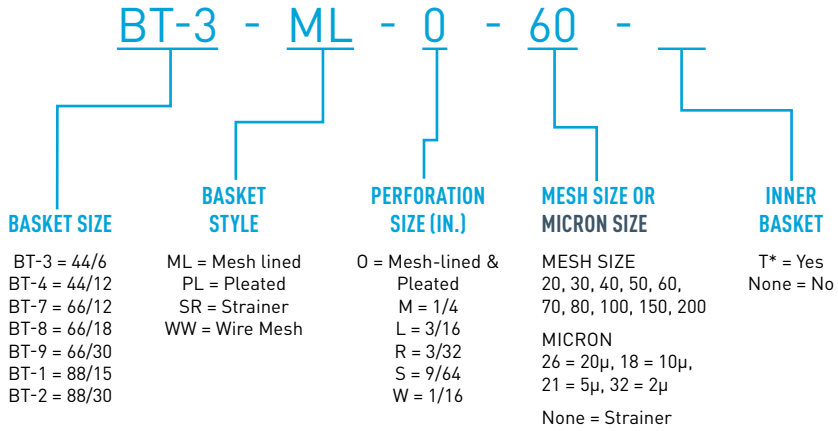 BT-3 - ML - 0 - 60 -
BASKET SIZE
BT-3 = 44/6
BT-4 = 44/12
BT-7 = 66/12
BT-8 = 66/18
BT-9 = 66/30
BT-1 = 88/15
BT-2 = 88/30
BASKET
STYLE
ML = Mesh lined
PL = Pleated
SR = Strainer
WW = Wire Mesh
PERFORATION
SIZE (IN.)
O = Mesh-lined &
Pleated
M = 1/4
L = 3/16
R = 3/32
S = 9/64
W = 1/16
MESH SIZE OR
MICRON SIZE
MESH SIZE
20, 30, 40, 50, 60,
70, 80, 100, 150, 200
MICRON
26 = 20µ, 18 = 10µ,
21 = 5µ, 32 = 2µ
None = Strainer
INNER
BASKET
T* = Yes
None = No